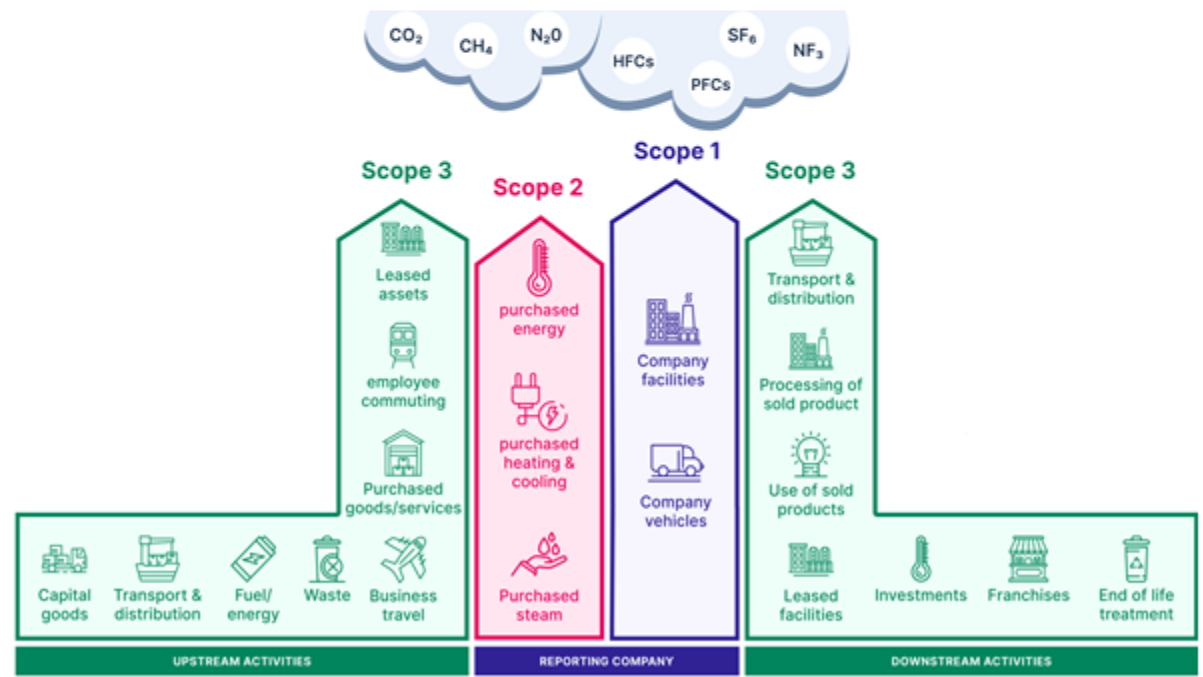 CO₂
CH₄
N₂0
HFCs
PFCs
SF₆
NF₃
Scope 3
Scope 2
Scope 1
Scope 3
Leased
assets
employee
commuting
Purchased
goods/services
Capital
goods
Transport &
distribution
Fuel/
energy
Waste
Business
travel
purchased
energy
purchased
heating &
cooling
Purchased
steam
Company
facilities
Company
vehicles
Transport &
distribution
Processing of
sold product
Use of sold
products
Leased
facilities
Investments
Franchises
End of life
treatment
UPSTREAM ACTIVITIES
REPORTING COMPANY
DOWNSTREAM ACTIVITIES